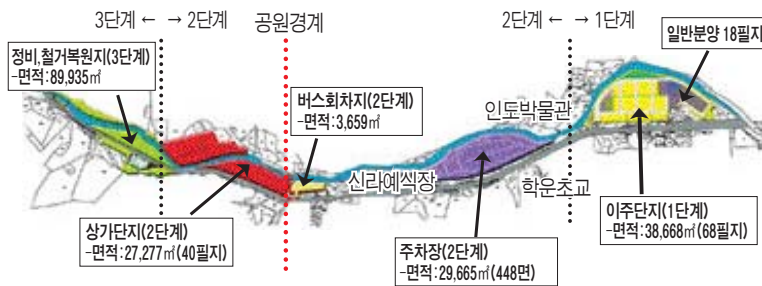 3단계 ← → 2단계
공원경계
2단계 ← → 1단계
일반분양 18필지
정비,철거복원지(3단계)
-면적:89,935㎡
버스회차지(2단계)
-면적:3,659㎡
인도박물관
신라예식장
학운초교
상가단지(2단계)
-면적:27,277㎡(40필지)
주차장(2단계)
-면적:29,665㎡(448면)
이주단지(1단계)
-면적:38,668㎡(68필지)